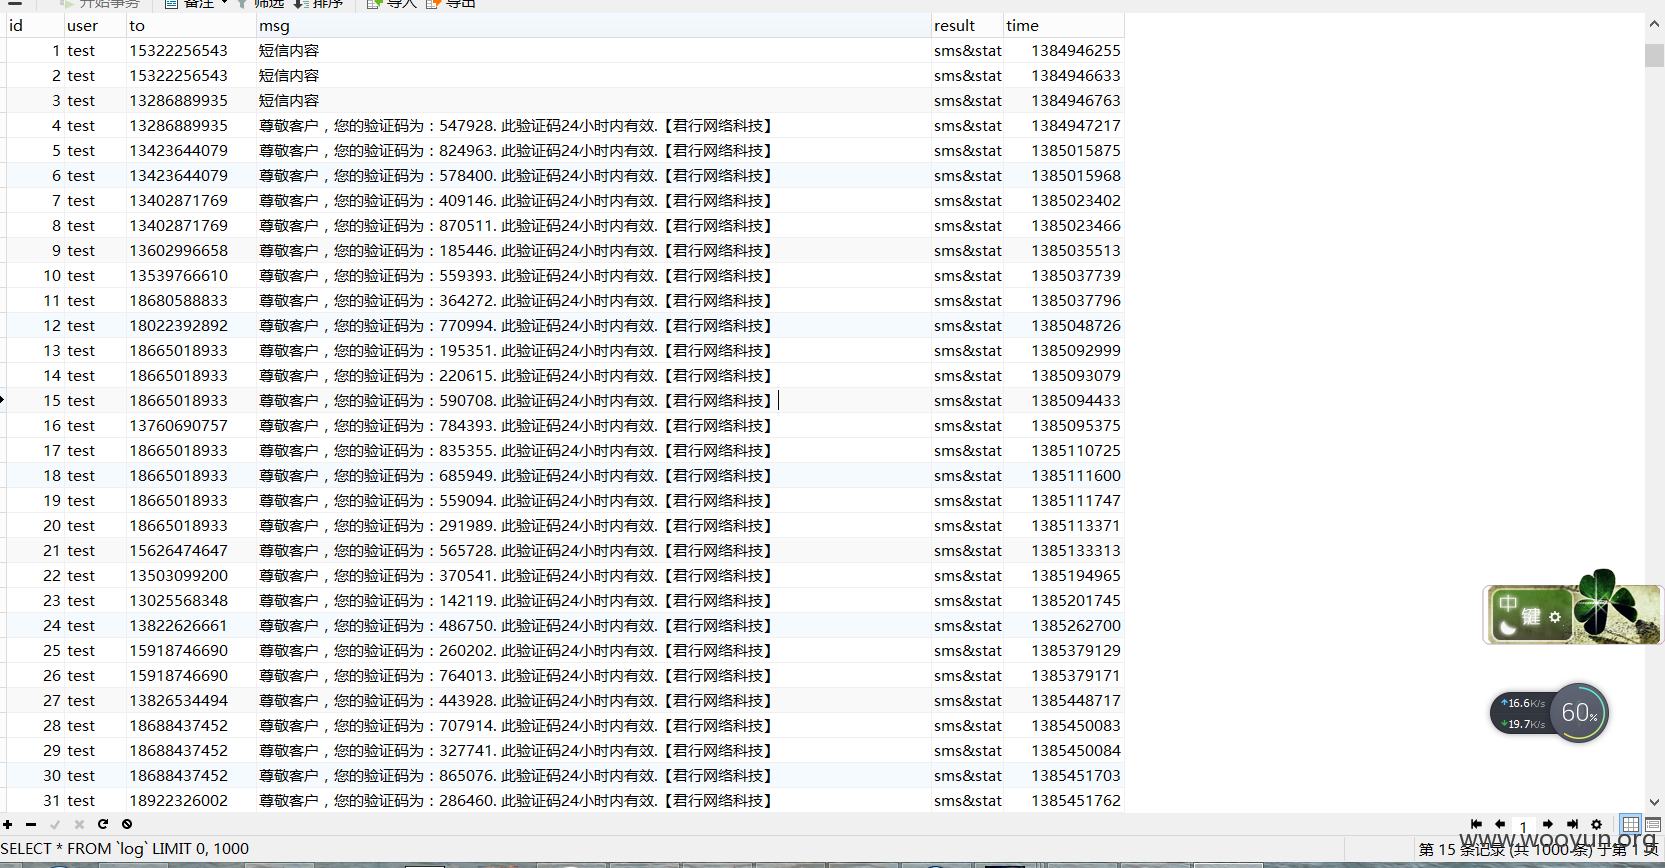 开始事务 备注 筛选 排序 导入 导出
id user to msg result time
1 test 15322256543 短信内容 sms&stat 1384946255
2 test 15322256543 短信内容 sms&stat 1384946633
3 test 13286889935 短信内容 sms&stat 1384946763
4 test 13286889935 尊敬客户，您的验证码为：547928. 此验证码24小时内有效.【君行网络科技】 sms&stat 1384947217
5 test 13423644079 尊敬客户，您的验证码为：824963. 此验证码24小时内有效.【君行网络科技】 sms&stat 1385015875
6 test 13423644079 尊敬客户，您的验证码为：578400. 此验证码24小时内有效.【君行网络科技】 sms&stat 1385015968
7 test 13402871769 尊敬客户，您的验证码为：409146. 此验证码24小时内有效.【君行网络科技】 sms&stat 1385023402
8 test 13402871769 尊敬客户，您的验证码为：870511. 此验证码24小时内有效.【君行网络科技】 sms&stat 1385023466
9 test 13602996658 尊敬客户，您的验证码为：185446. 此验证码24小时内有效.【君行网络科技】 sms&stat 1385035513
10 test 13539766610 尊敬客户，您的验证码为：559393. 此验证码24小时内有效.【君行网络科技】 sms&stat 1385037739
11 test 18680588833 尊敬客户，您的验证码为：364272. 此验证码24小时内有效.【君行网络科技】 sms&stat 1385037796
12 test 18022392892 尊敬客户，您的验证码为：770994. 此验证码24小时内有效.【君行网络科技】 sms&stat 1385048726
13 test 18665018933 尊敬客户，您的验证码为：195351. 此验证码24小时内有效.【君行网络科技】 sms&stat 1385092999
14 test 18665018933 尊敬客户，您的验证码为：220615. 此验证码24小时内有效.【君行网络科技】 sms&stat 1385093079
15 test 18665018933 尊敬客户，您的验证码为：590708. 此验证码24小时内有效.【君行网络科技】 sms&stat 1385094433
16 test 13760690757 尊敬客户，您的验证码为：784393. 此验证码24小时内有效.【君行网络科技】 sms&stat 1385095375
17 test 18665018933 尊敬客户，您的验证码为：835355. 此验证码24小时内有效.【君行网络科技】 sms&stat 1385110725
18 test 18665018933 尊敬客户，您的验证码为：685949. 此验证码24小时内有效.【君行网络科技】 sms&stat 1385111600
19 test 18665018933 尊敬客户，您的验证码为：559094. 此验证码24小时内有效.【君行网络科技】 sms&stat 1385111747
20 test 18665018933 尊敬客户，您的验证码为：291989. 此验证码24小时内有效.【君行网络科技】 sms&stat 1385113371
21 test 15626474647 尊敬客户，您的验证码为：565728. 此验证码24小时内有效.【君行网络科技】 sms&stat 1385133313
22 test 13503099200 尊敬客户，您的验证码为：370541. 此验证码24小时内有效.【君行网络科技】 sms&stat 1385194965
23 test 13025568348 尊敬客户，您的验证码为：142119. 此验证码24小时内有效.【君行网络科技】 sms&stat 1385201745
24 test 13822626661 尊敬客户，您的验证码为：486750. 此验证码24小时内有效.【君行网络科技】 sms&stat 1385262700
25 test 15918746690 尊敬客户，您的验证码为：260202. 此验证码24小时内有效.【君行网络科技】 sms&stat 1385379129
26 test 15918746690 尊敬客户，您的验证码为：764013. 此验证码24小时内有效.【君行网络科技】 sms&stat 1385379171
27 test 13826534494 尊敬客户，您的验证码为：443928. 此验证码24小时内有效.【君行网络科技】 sms&stat 1385448717
28 test 18688437452 尊敬客户，您的验证码为：707914. 此验证码24小时内有效.【君行网络科技】 sms&stat 1385450083
29 test 18688437452 尊敬客户，您的验证码为：327741. 此验证码24小时内有效.【君行网络科技】 sms&stat 1385450084
30 test 18688437452 尊敬客户，您的验证码为：865076. 此验证码24小时内有效.【君行网络科技】 sms&stat 1385451703
31 test 18922326002 尊敬客户，您的验证码为：286460. 此验证码24小时内有效.【君行网络科技】 sms&stat 1385451762
中 键
16.6K/s
19.7K/s
60%
1
www.wooyun.org
SELECT * FROM `log` LIMIT 0, 1000
第 15 条记录 (共 1000 条) 于第 1 页